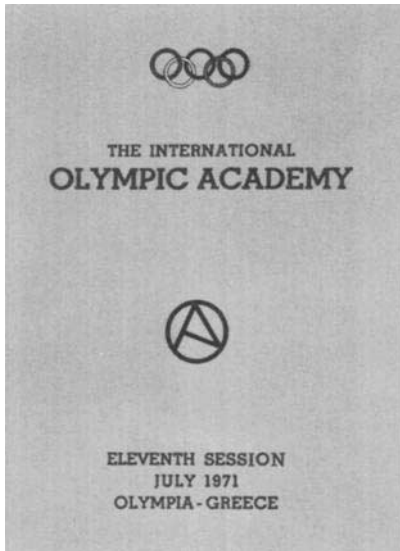 THE INTERNATIONAL
OLYMPIC ACADEMY
A
ELEVENTH SESSION
JULY 1971
OLYMPIA-GREECE